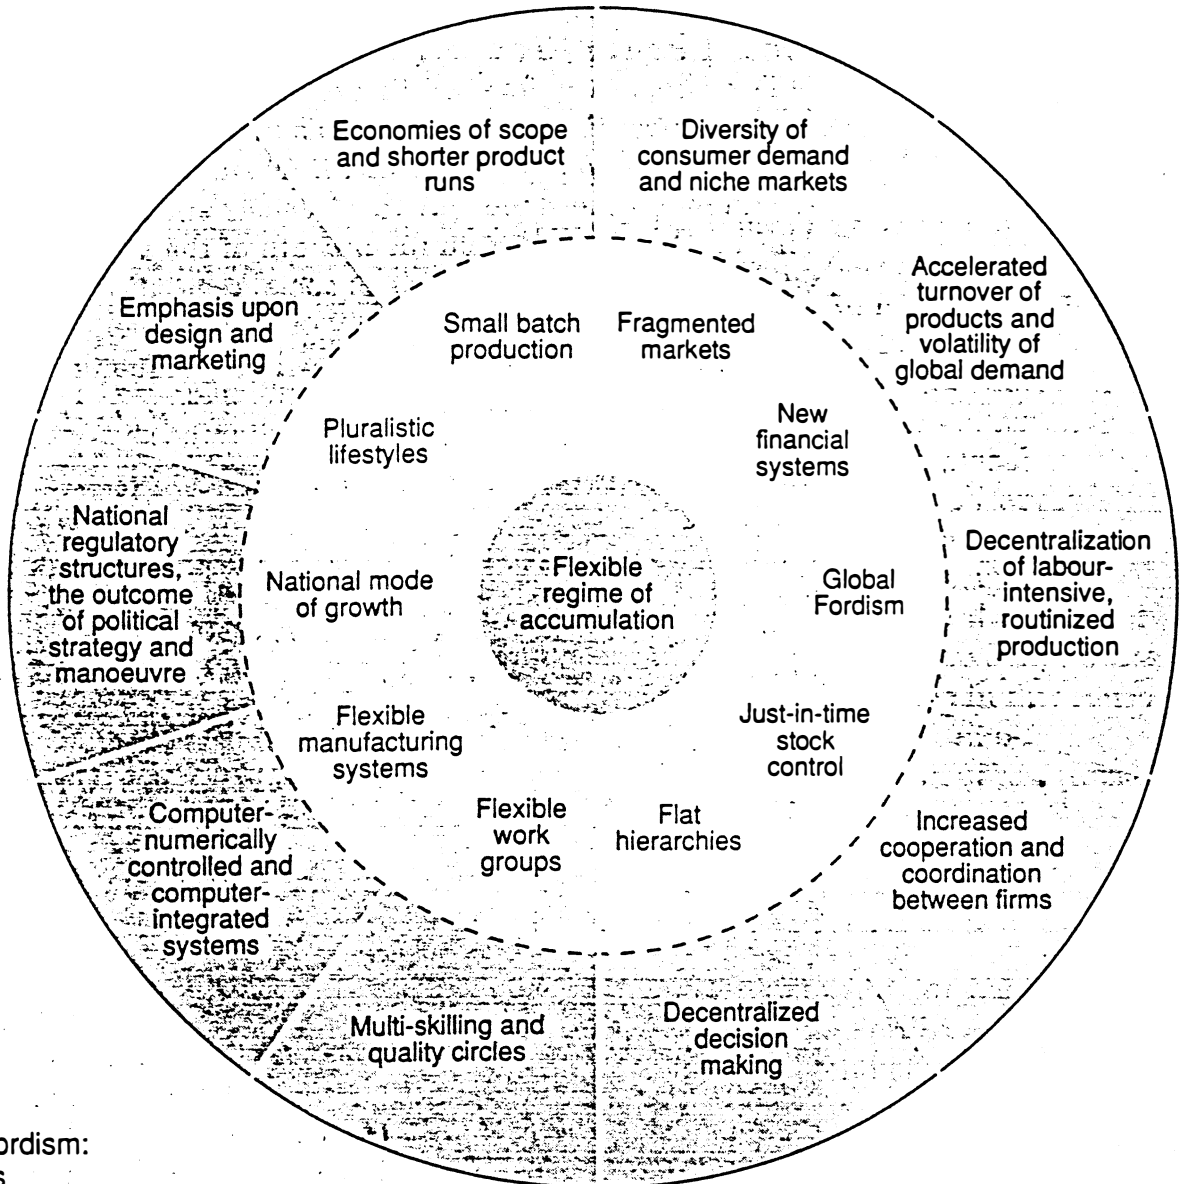 Economies of scope
and shorter product
runs
Diversity of
consumer demand
and niche markets
Accelerated
turnover of
products and
volatility of
global demand
Emphasis upon
design and
marketing
Small batch
production
Fragmented
markets
Pluralistic
lifestyles
New
financial
systems
National
regulatory
structures,
the outcome
of political
strategy and
manoeuvre
National mode
of growth
Flexible
regime of
accumulation
Global
Fordism
Decentralization
of labour-
intensive,
routinized
production
Flexible
manufacturing
systems
Just-in-time
stock
control
Computer-
numerically
controlled and
computer-
integrated
systems
Flexible
work
groups
Flat
hierarchies
Increased
cooperation and
coordination
between firms
Multi-skilling and
quality circles
Decentralized
decision
making
ordism: